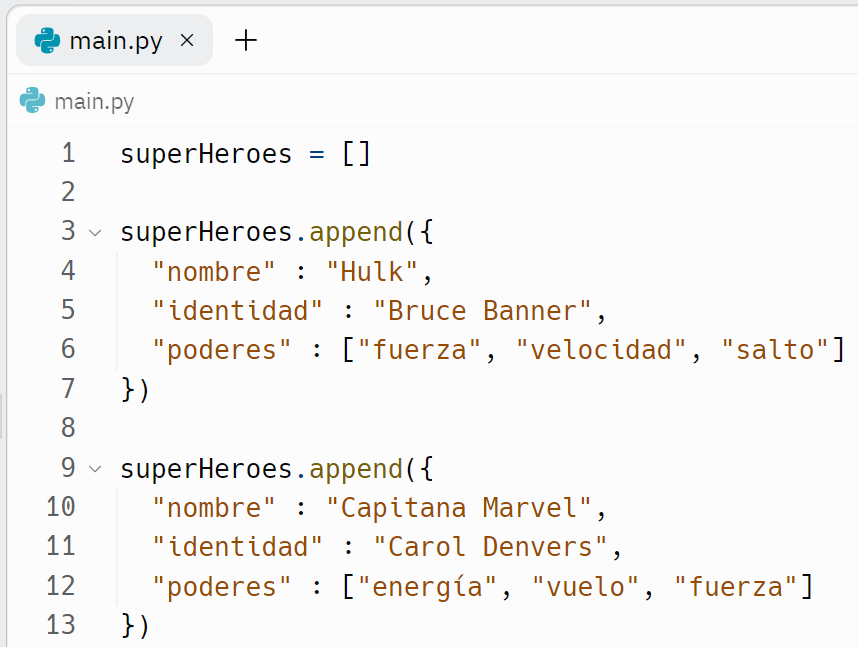 main.py × +
main.py
1 superHeroes = []
2
3 superHeroes.append({
4 "nombre" : "Hulk",
5 "identidad" : "Bruce Banner",
6 "poderes" : ["fuerza", "velocidad", "salto"]
7 })
8
9 superHeroes.append({
10 "nombre" : "Capitana Marvel",
11 "identidad" : "Carol Denvers",
12 "poderes" : ["energía", "vuelo", "fuerza"]
13 })